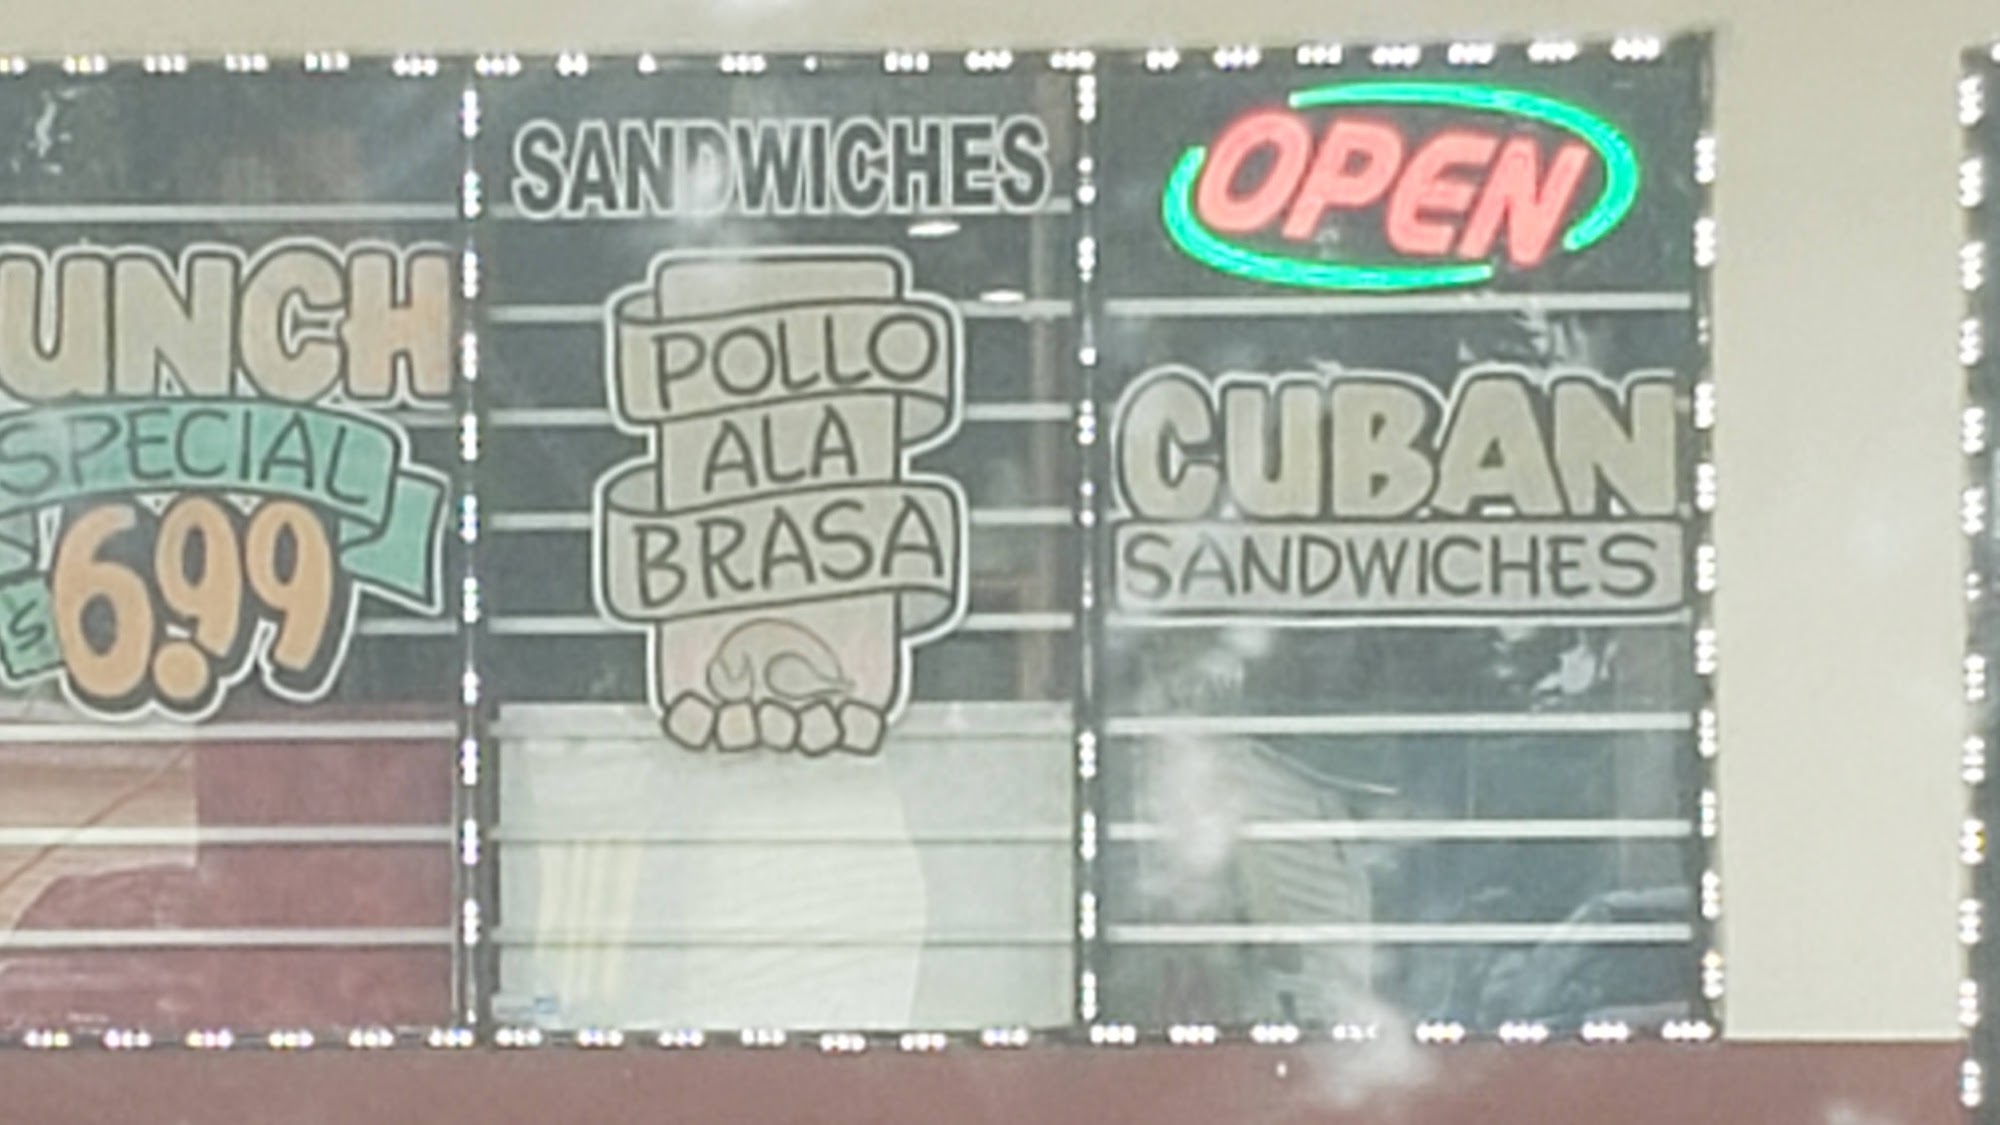 UNCH
SPECIAL
$6.99
SANDWICHES
POLLO
ALA
BRASA
OPEN
CUBAN
SANDWICHES